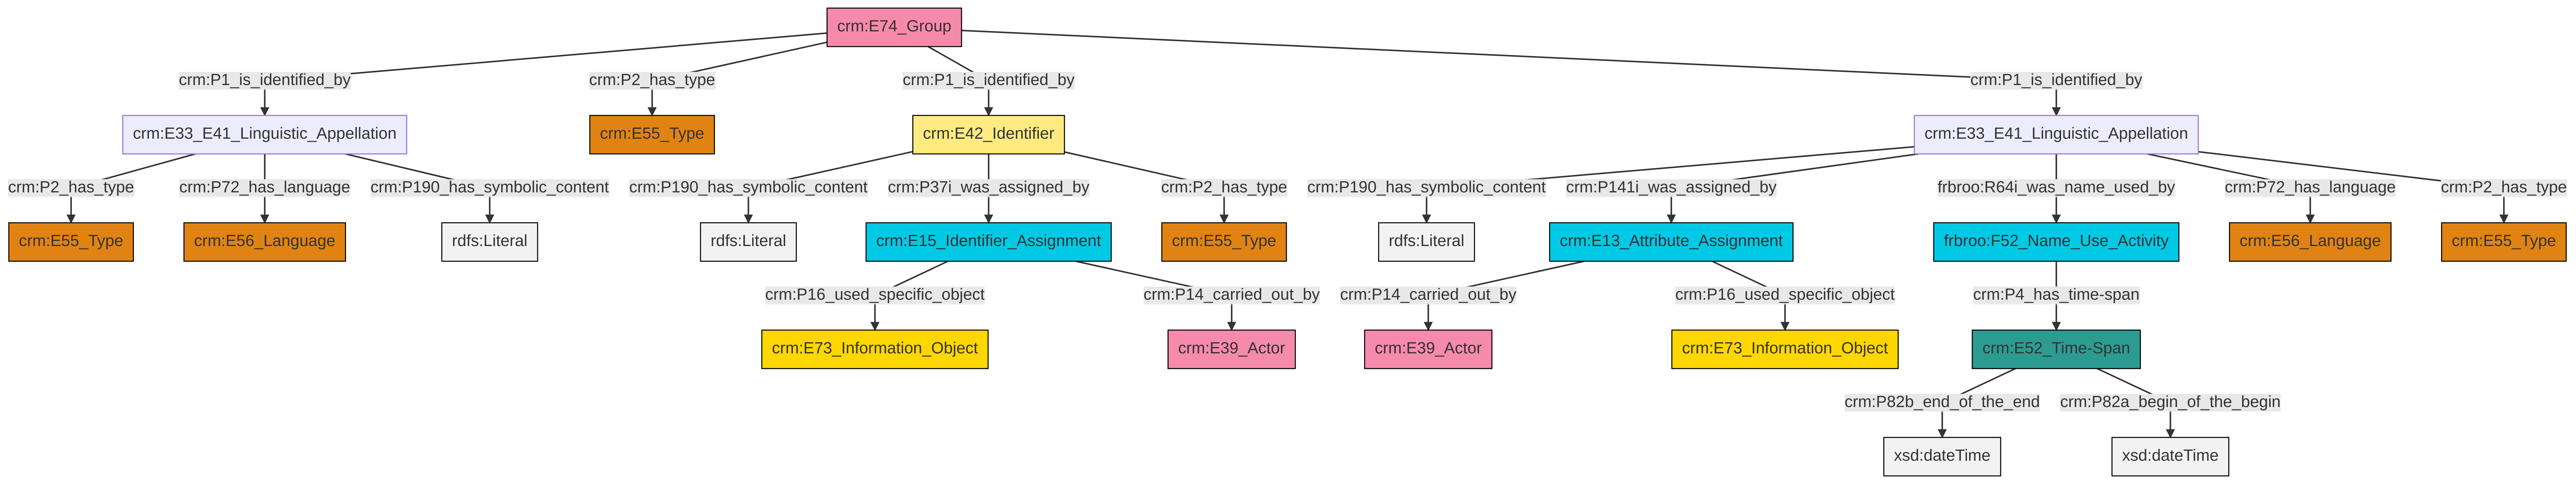 crm:E74_Group
crm:P1_is_identified_by
crm:P2_has_type
crm:P1_is_identified_by
crm:P1_is_identified_by
crm:E33_E41_Linguistic_Appellation
crm:E55_Type
crm:E42_Identifier
crm:E33_E41_Linguistic_Appellation
crm:P2_has_type
crm:P72_has_language
crm:P190_has_symbolic_content
crm:P190_has_symbolic_content
crm:P37i_was_assigned_by
crm:P2_has_type
crm:P190_has_symbolic_content
crm:P141i_was_assigned_by
frbroo:R64i_was_name_used_by
crm:P72_has_language
crm:P2_has_type
crm:E55_Type
crm:E56_Language
rdfs:Literal
rdfs:Literal
crm:E15_Identifier_Assignment
crm:E55_Type
rdfs:Literal
crm:E13_Attribute_Assignment
frbroo:F52_Name_Use_Activity
crm:E56_Language
crm:E55_Type
crm:P16_used_specific_object
crm:P14_carried_out_by
crm:P14_carried_out_by
crm:P16_used_specific_object
crm:P4_has_time-span
crm:E73_Information_Object
crm:E39_Actor
crm:E39_Actor
crm:E73_Information_Object
crm:E52_Time-Span
crm:P82b_end_of_the_end
crm:P82a_begin_of_the_begin
xsd:dateTime
xsd:dateTime